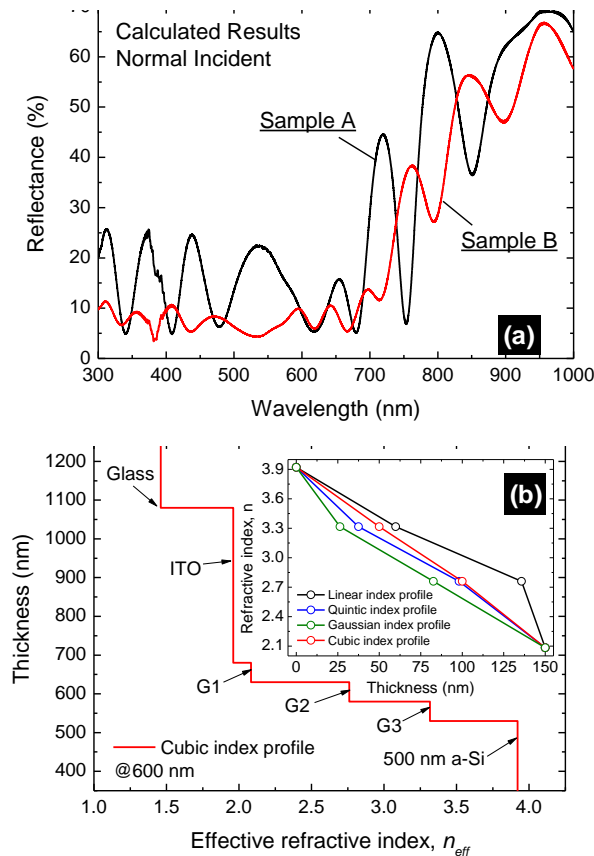 70
60
50
40
30
20
10
0
Reflectance (%)
Calculated Results
Normal Incident
Sample A
Sample B
(a)
300 400 500 600 700 800 900 1000
Wavelength (nm)
1200
1100
1000
900
800
700
600
500
400
Thickness (nm)
Glass
ITO
G1
G2
G3
500 nm a-Si
Cubic index profile
@600 nm
3.9
3.6
3.3
3.0
2.7
2.4
2.1
Refractive index, n
(b)
Linear index profile
Quintic index profile
Gaussian index profile
Cubic index profile
0 25 50 75 100 125 150
Thickness (nm)
1.0 1.5 2.0 2.5 3.0 3.5 4.0
Effective refractive index, n_eff